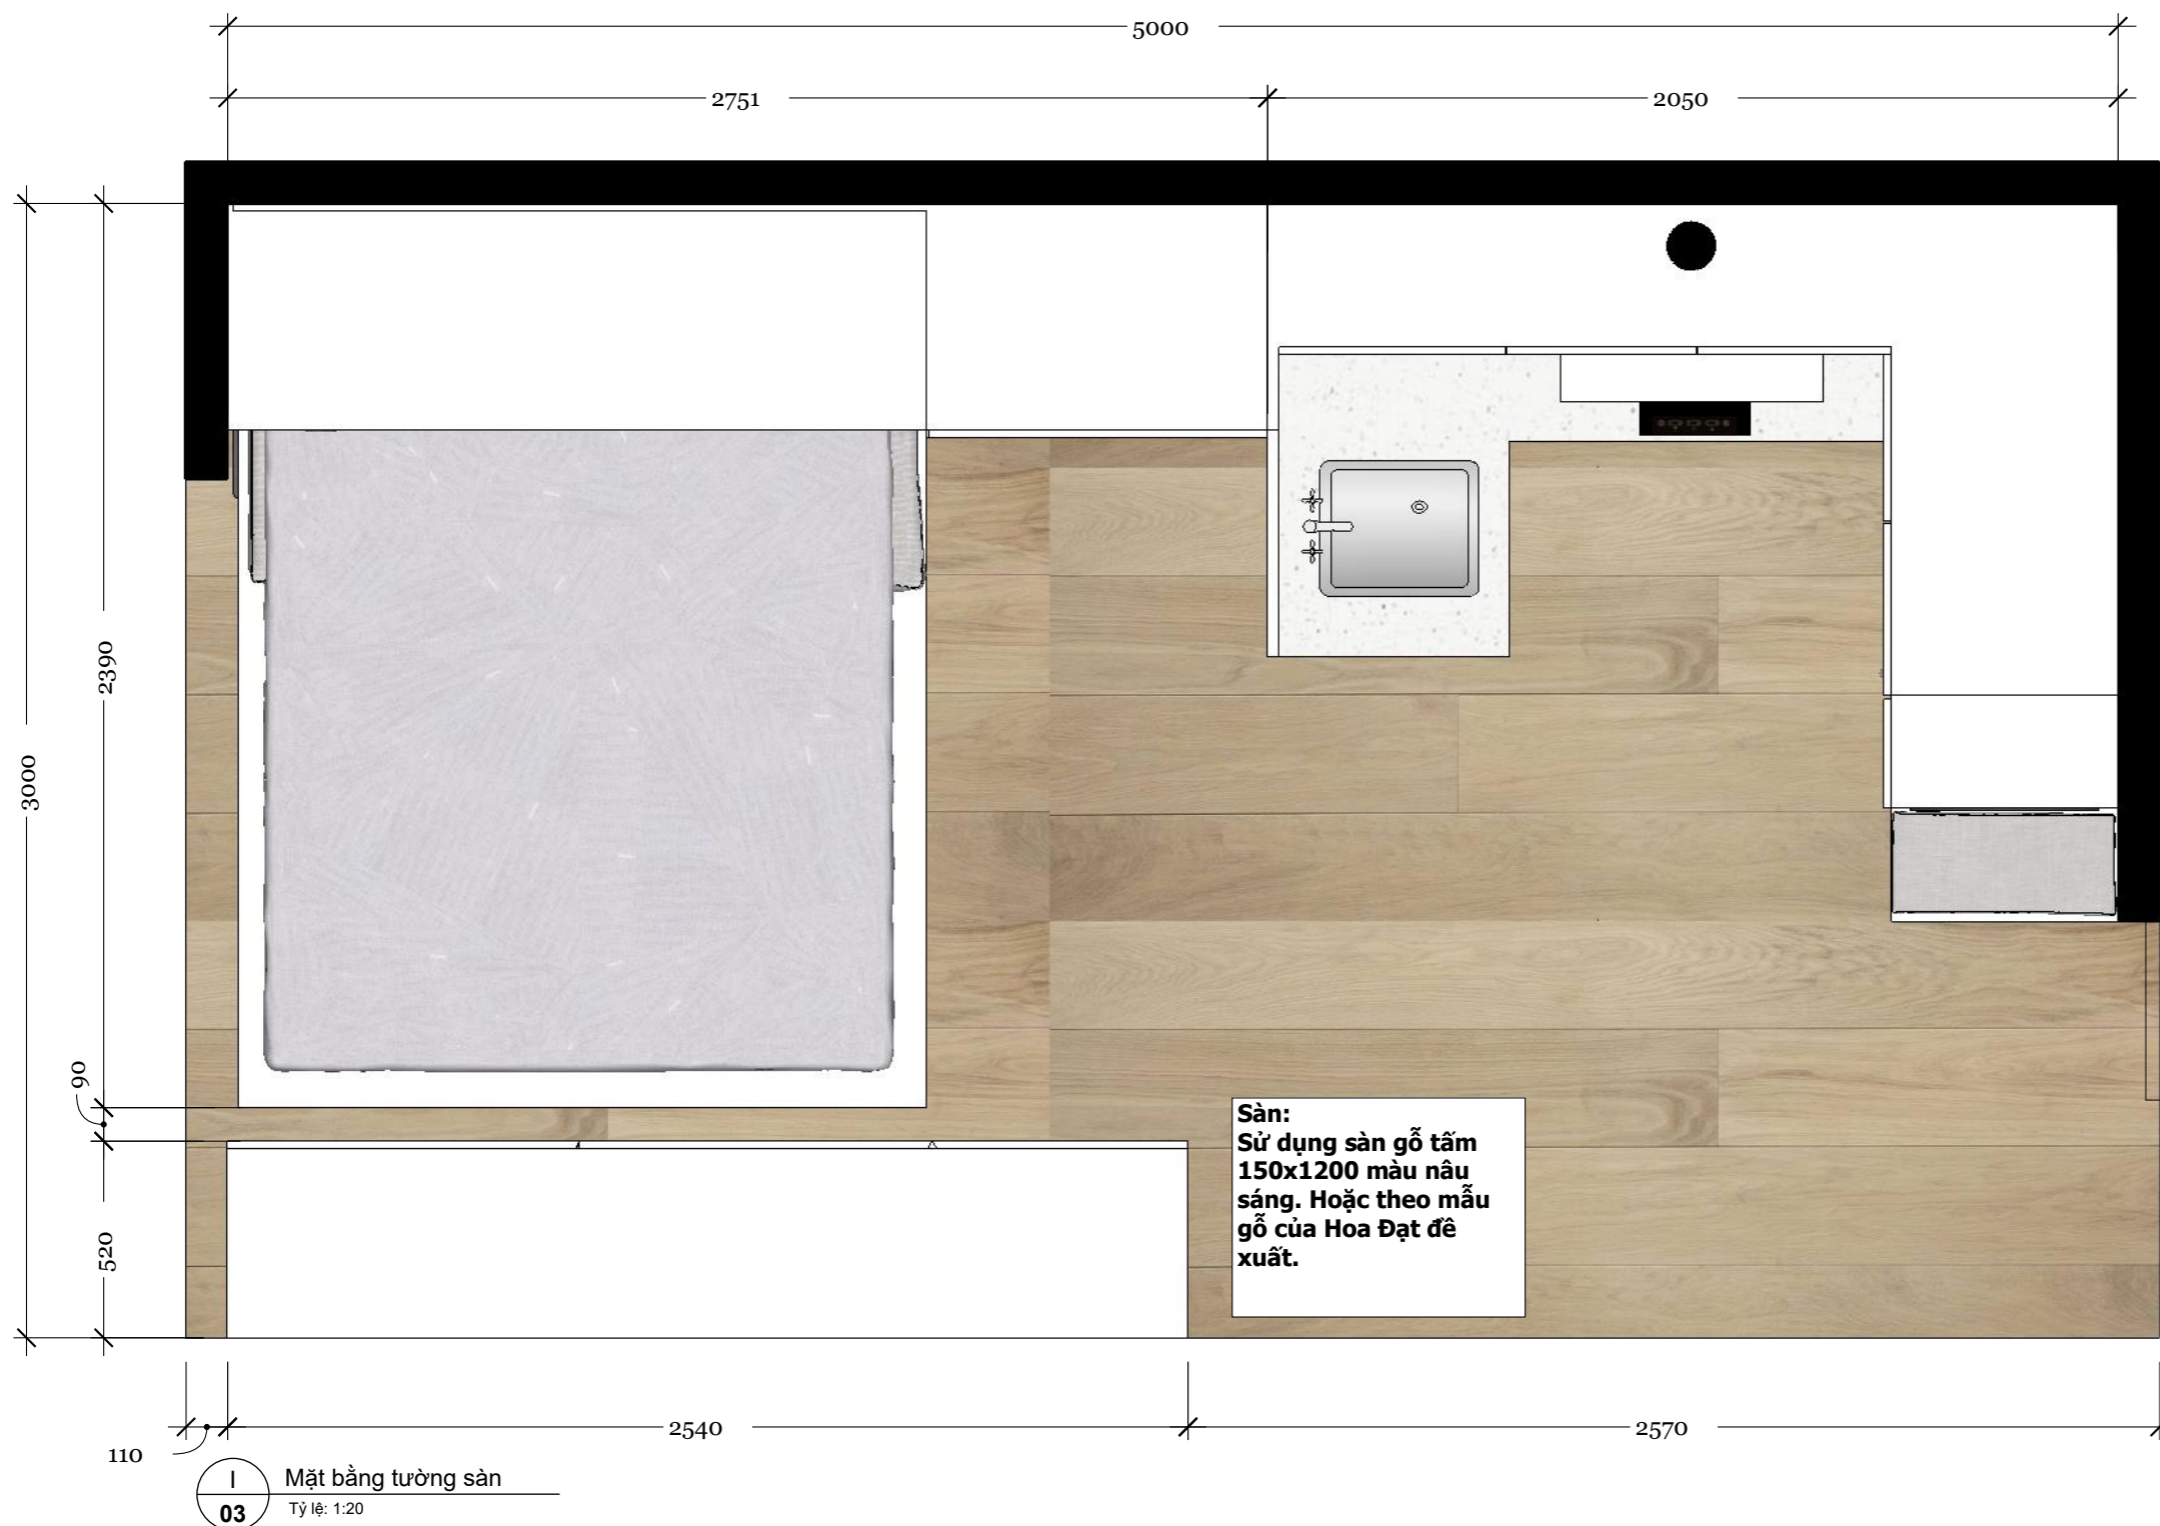 5000
2751
2050
2390
3000
90
520
Sàn:
Sử dụng sàn gỗ tấm
150x1200 màu nâu
sáng. Hoặc theo mẫu
gỗ của Hoa Đạt đề
xuất.
2540
2570
110
I
03
Mặt bằng tường sàn
Tỷ lệ: 1:20